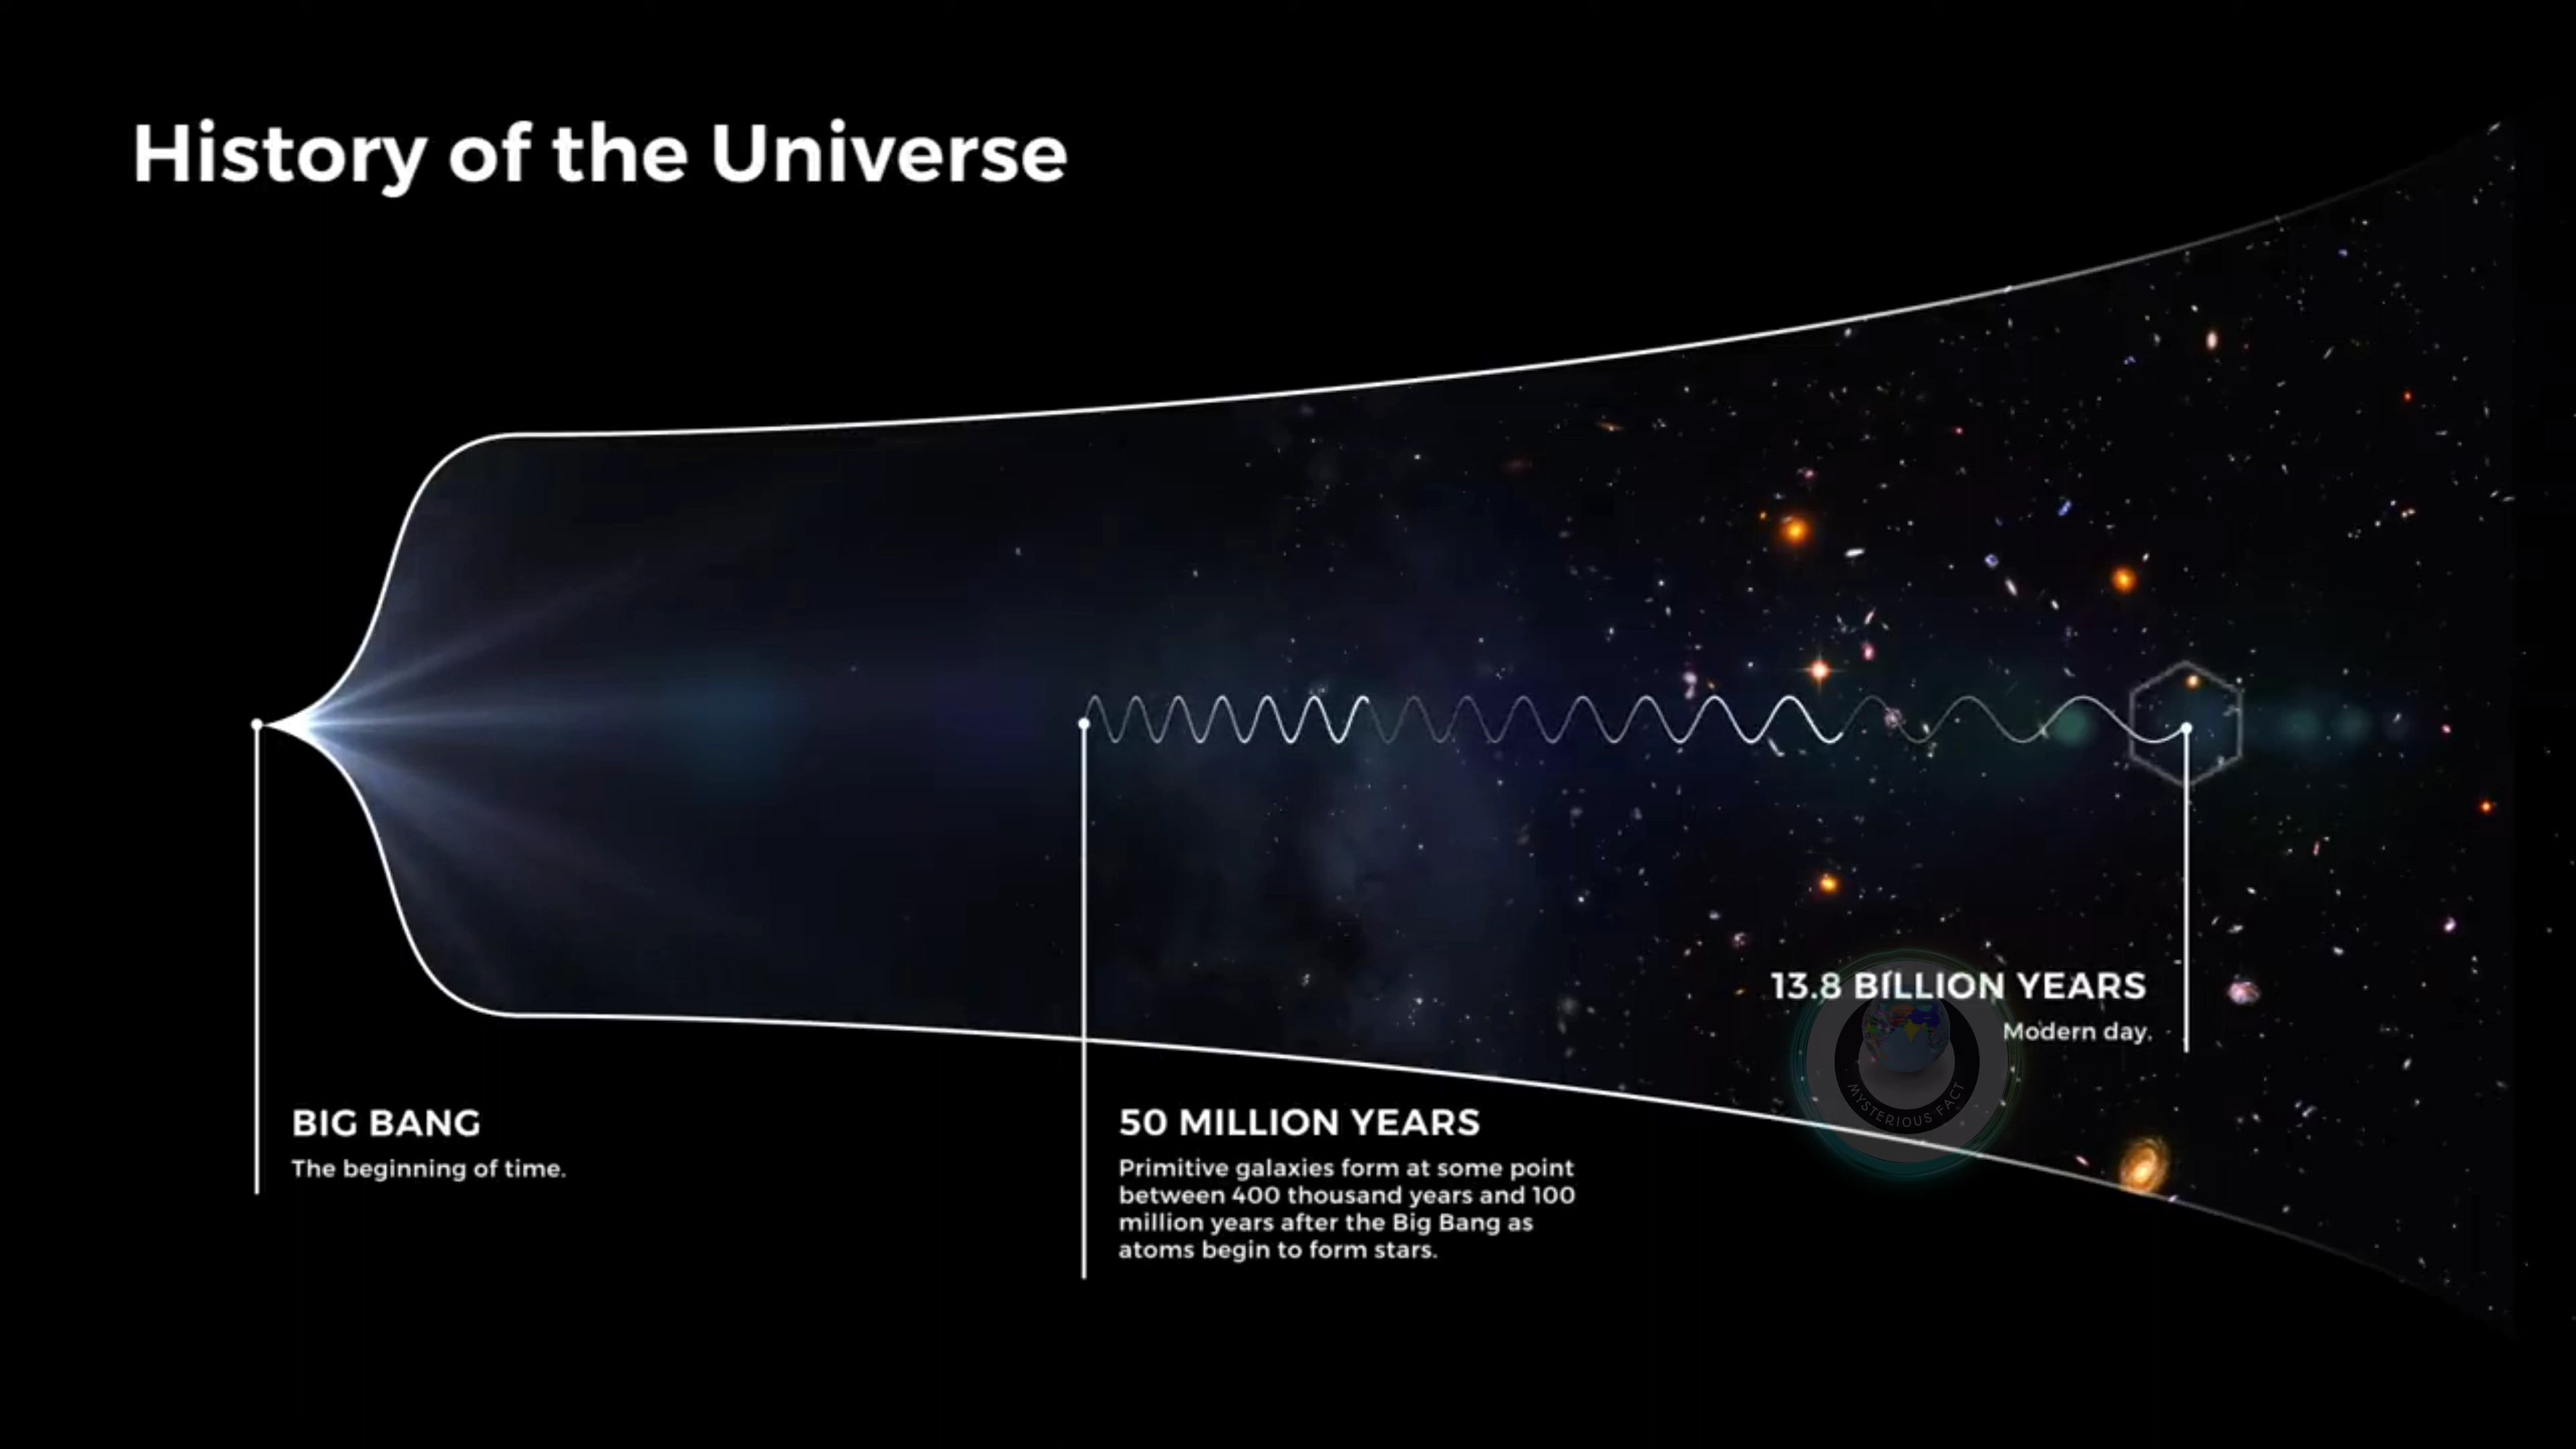 History of the Universe
BIG BANG
The beginning of time.
50 MILLION YEARS
Primitive galaxies form at some point
between 400 thousand years and 100
million years after the Big Bang as
atoms begin to form stars.
13.8 BILLION YEARS
Modern day.
MYSTERIOUS FACT